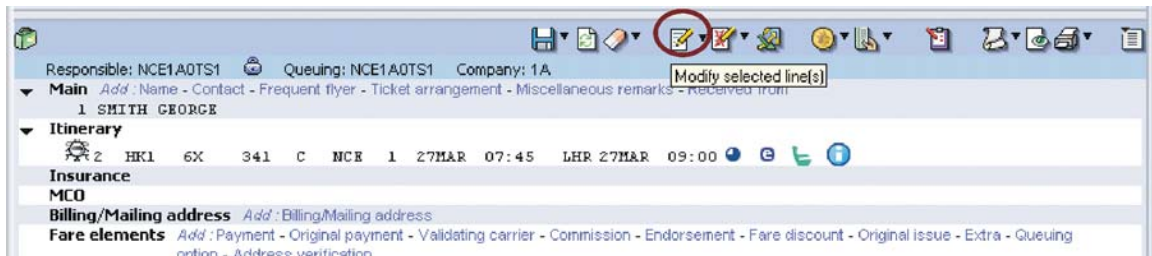 Responsible: NCE1A0TS1 Queuing: NCE1A0TS1 Company: 1A
Modify selected line(s)
Main Add : Name - Contact - Frequent flyer - Ticket arrangement - Miscellaneous remarks - Received from
1 SMITH GEORGE
Itinerary
2 HK1 6X 341 C NCE 1 27MAR 07:45 LHR 27MAR 09:00
Insurance
MCO
Billing/Mailing address Add : Billing/Mailing address
Fare elements Add : Payment - Original payment - Validating carrier - Commission - Endorsement - Fare discount - Original issue - Extra - Queuing
option - Address verification